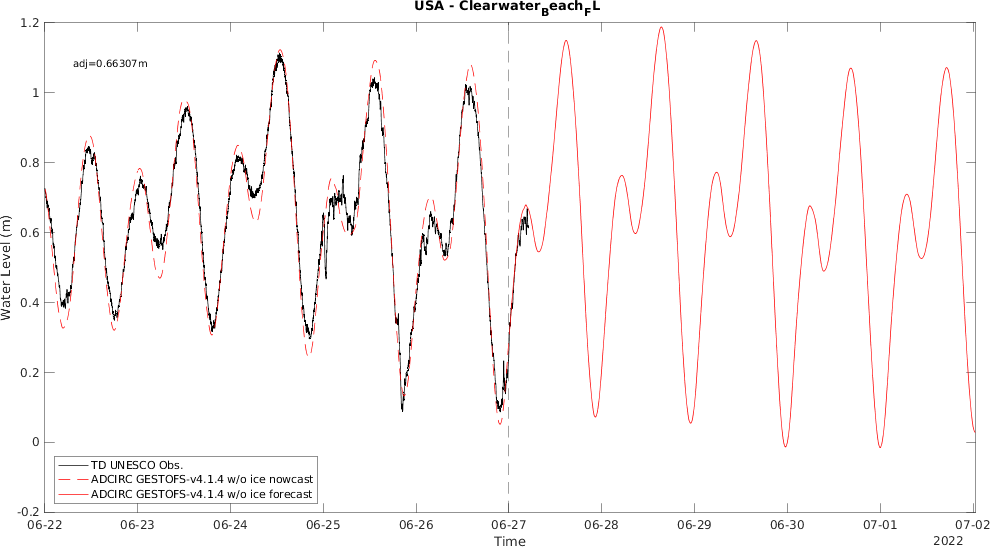 USA - Clearwater_Beach_FL
adj=0.66307m
Water Level (m)
1.2
1
0.8
0.6
0.4
0.2
0
-0.2
TD UNESCO Obs.
ADCIRC GESTOFS-v4.1.4 w/o ice nowcast
ADCIRC GESTOFS-v4.1.4 w/o ice forecast
06-22 06-23 06-24 06-25 06-26 06-27 06-28 06-29 06-30 07-01 07-02
Time
2022